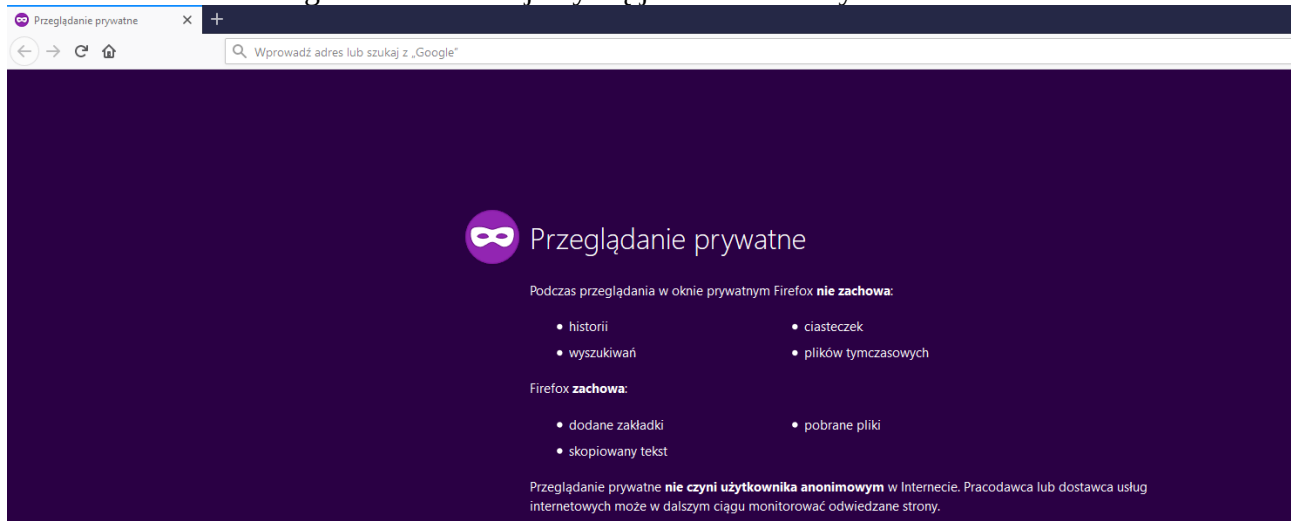 Przeglądanie prywatne
Wprowadź adres lub szukaj z „Google”
Przeglądanie prywatne
Podczas przeglądania w oknie prywatnym Firefox nie zachowa:
• historii
• ciasteczek
• wyszukiwań
• plików tymczasowych
Firefox zachowa:
• dodane zakładki
• pobrane pliki
• skopiowany tekst
Przeglądanie prywatne nie czyni użytkownika anonimowym w Internecie. Pracodawca lub dostawca usług
internetowych może w dalszym ciągu monitorować odwiedzane strony.